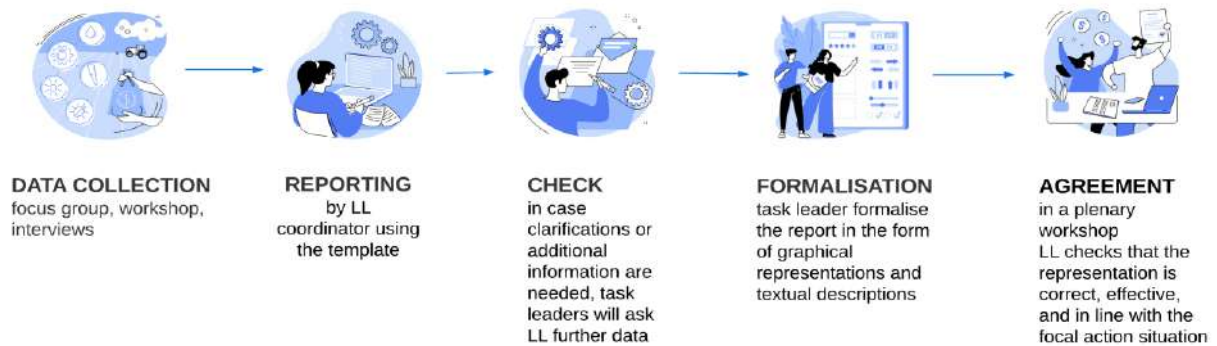 DATA COLLECTION
focus group, workshop,
interviews
REPORTING
by LL
coordinator using
the template
CHECK
in case
clarifications or
additional
information are
needed, task
leaders will ask
LL further data
FORMALISATION
task leader formalise
the report in the form
of graphical
representations and
textual descriptions
AGREEMENT
in a plenary
workshop
LL checks that the
representation is
correct, effective,
and in line with the
focal action situation